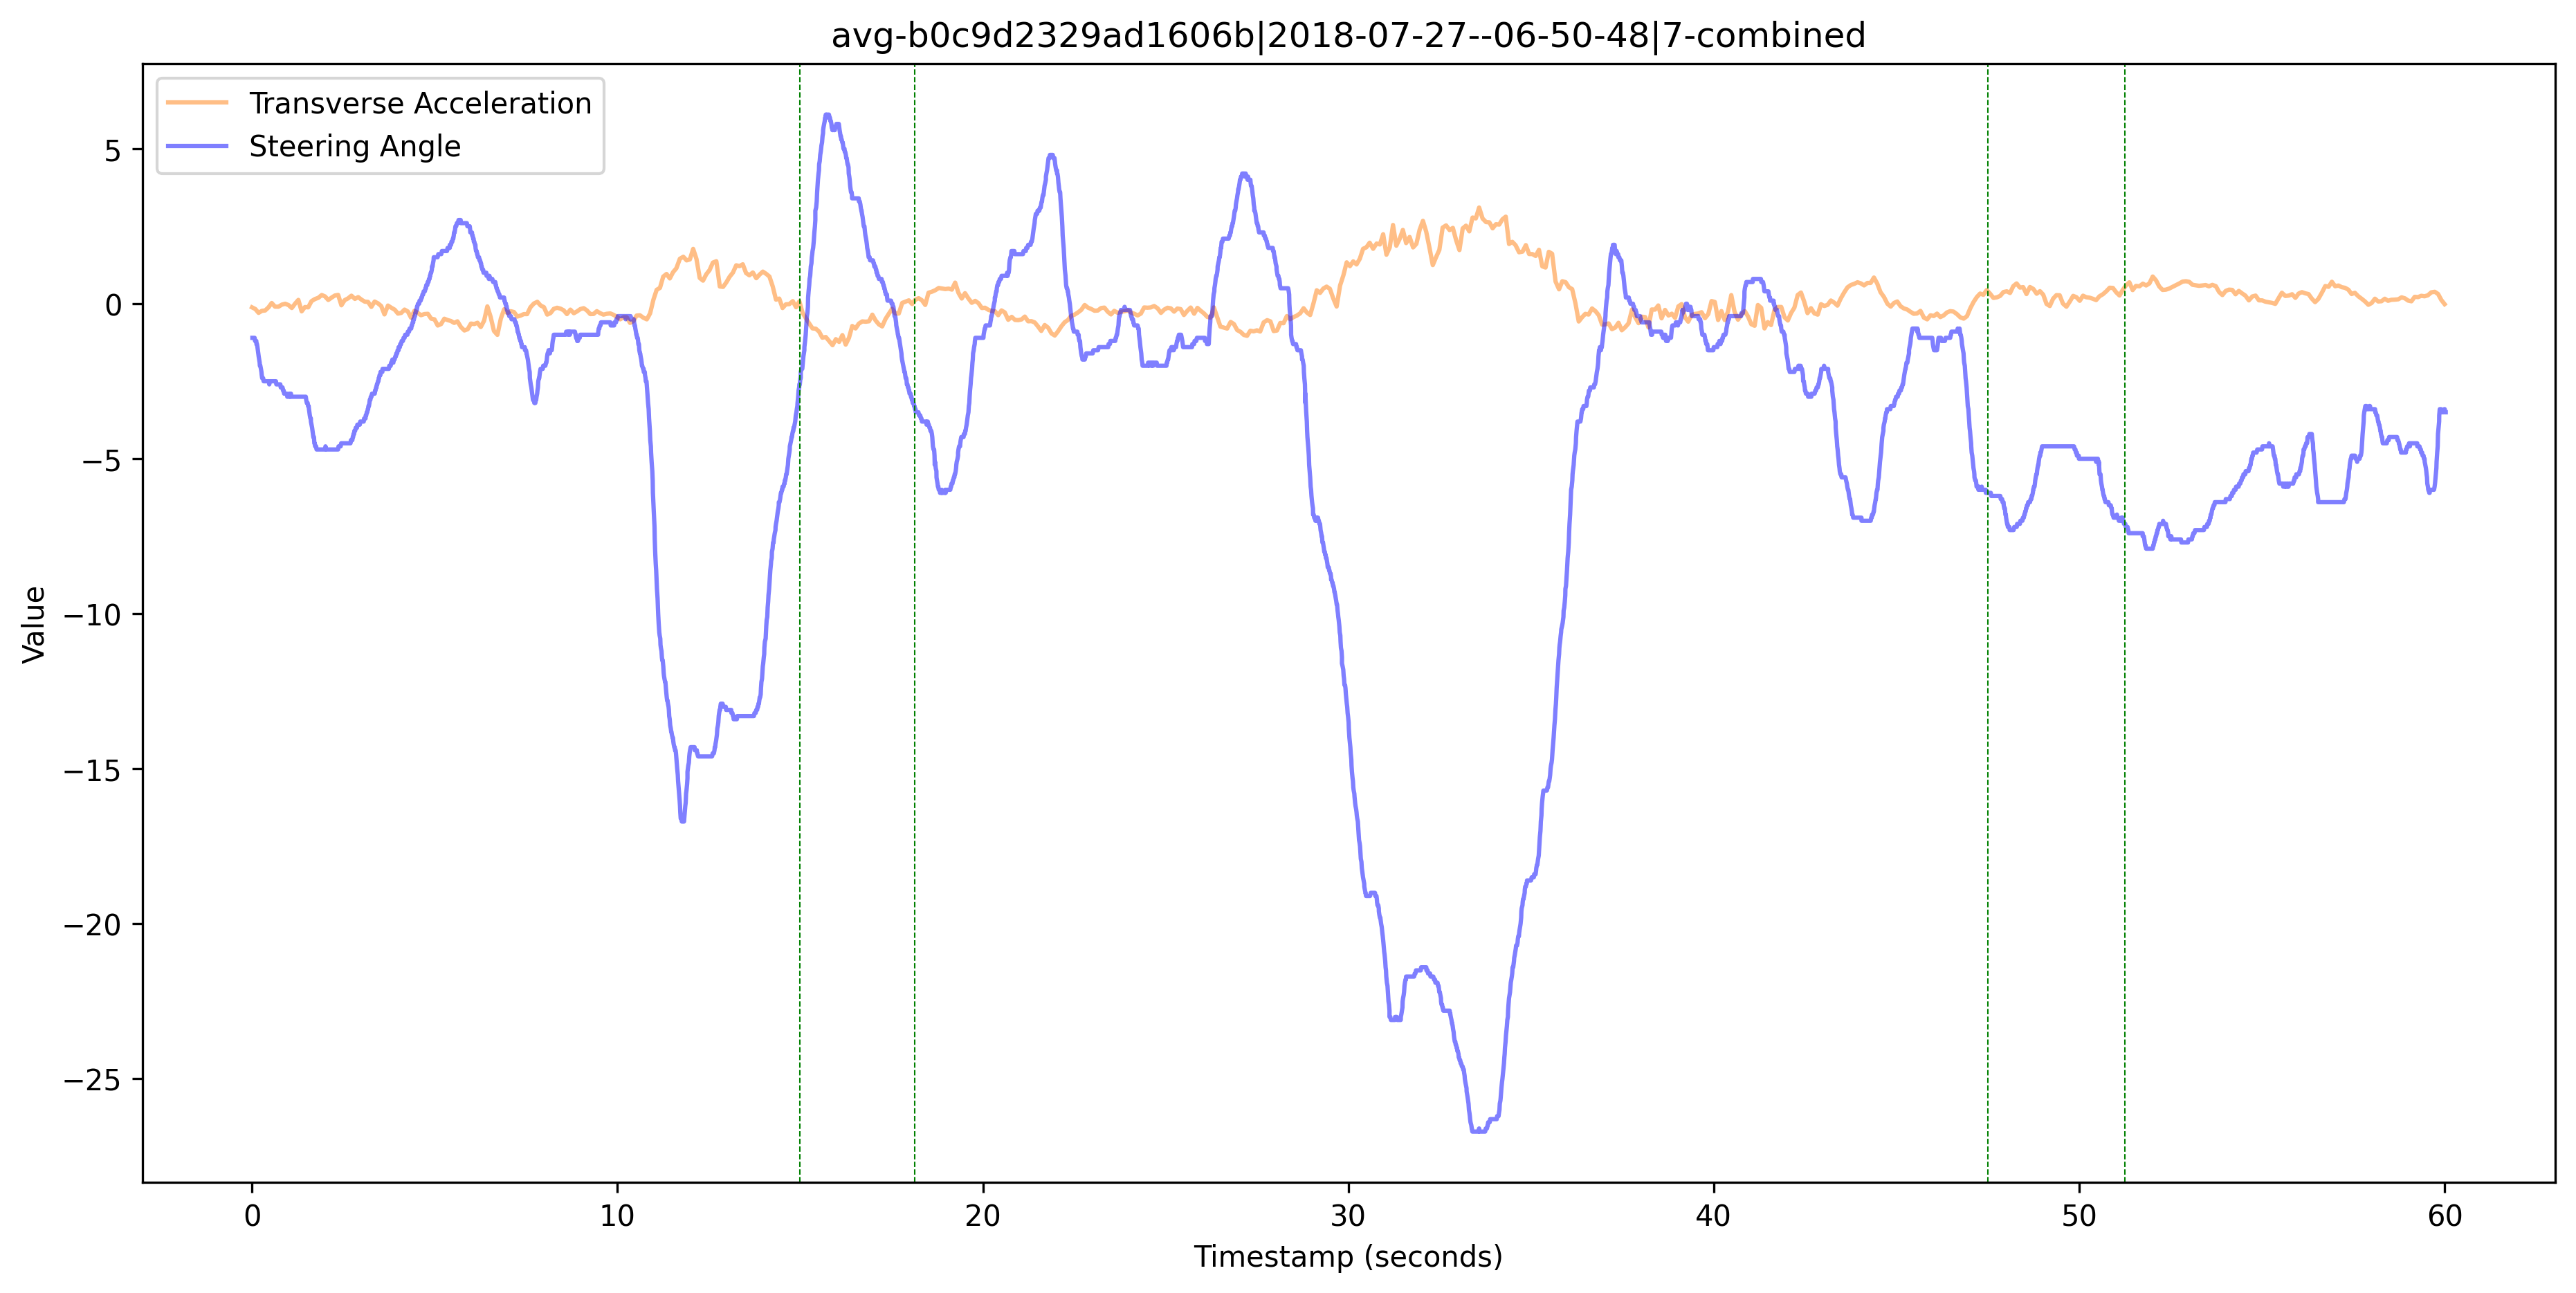 avg-b0c9d2329ad1606b|2018-07-27--06-50-48|7-combined
Transverse Acceleration
Steering Angle
5
0
−5
−10
−15
−20
−25
Value
0 10 20 30 40 50 60
Timestamp (seconds)